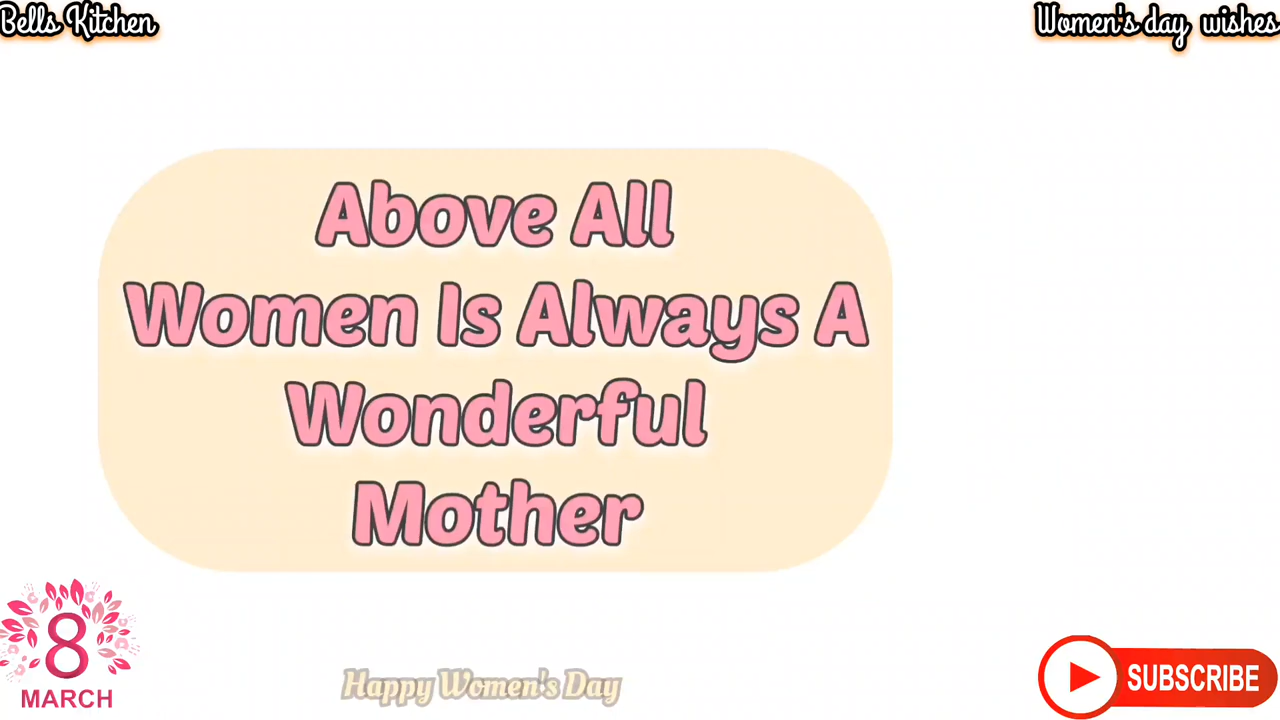 Bells Kitchen
Women's day wishes
Above All
Women Is Always A
Wonderful
Mother
8
MARCH
Happy Women's Day
SUBSCRIBE